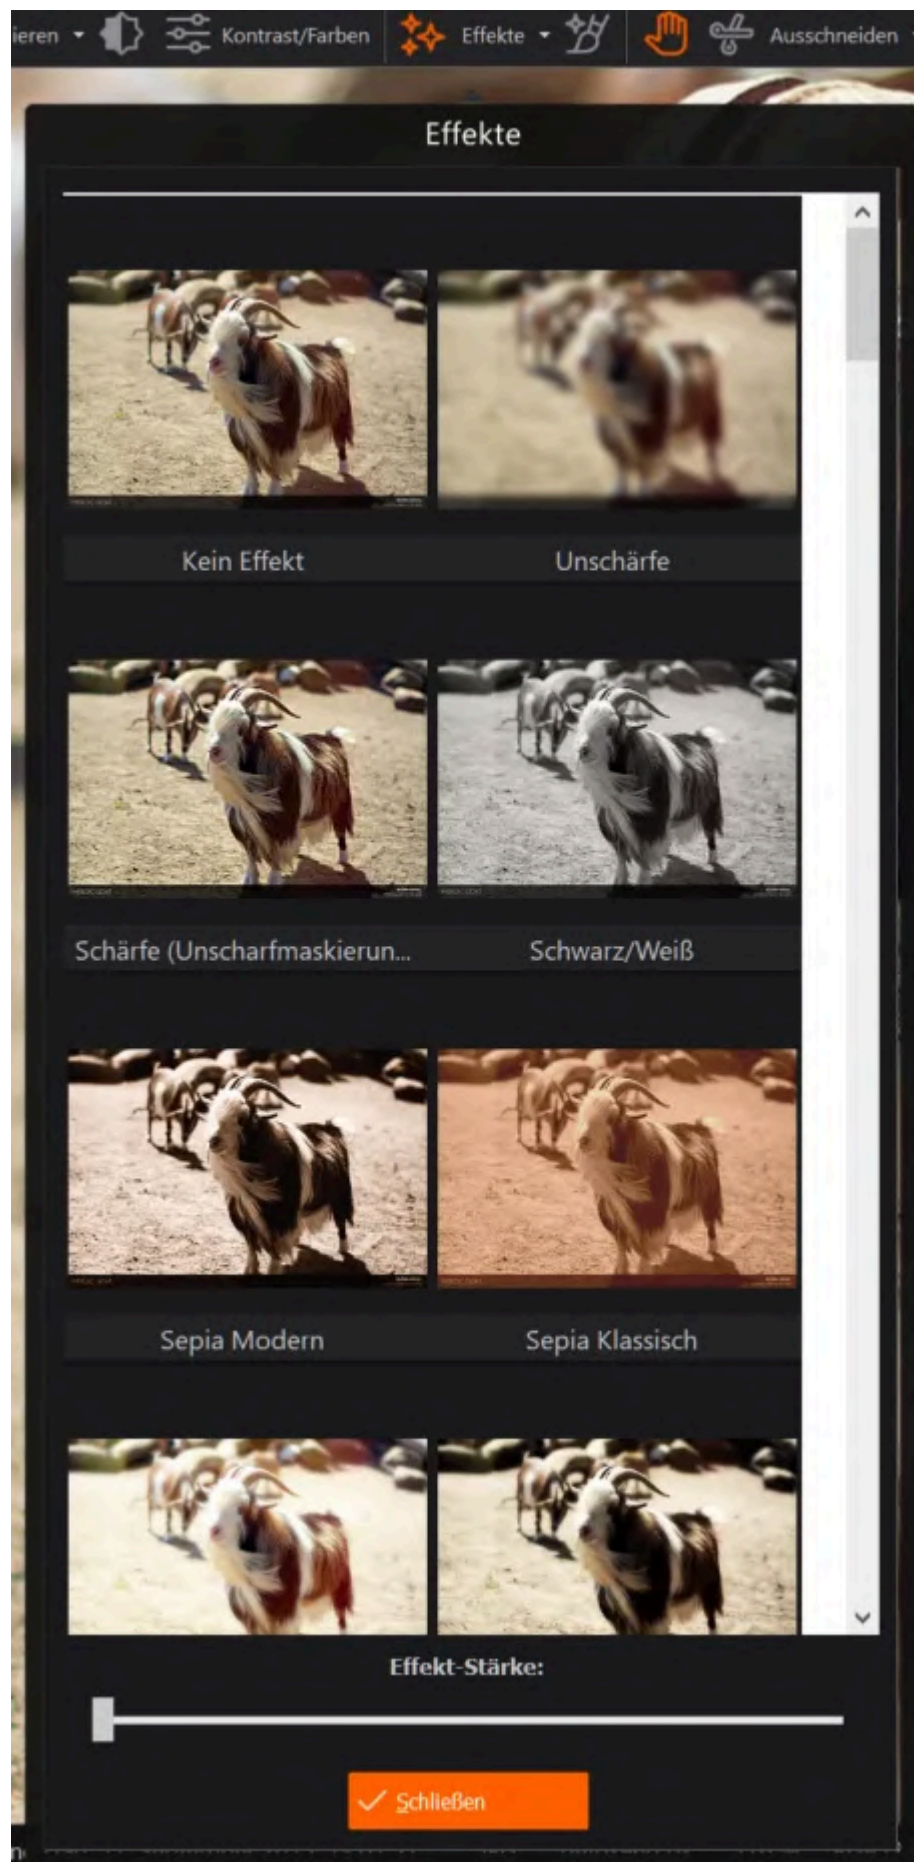 ieren
Kontrast/Farben
Effekte
Ausschneiden
Effekte
Kein Effekt
Unschärfe
Schärfe (Unscharfmaskierun...
Schwarz/Weiß
Sepia Modern
Sepia Klassisch
Effekt-Stärke:
Schließen